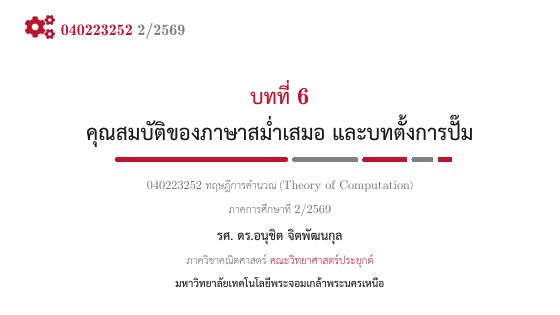 040223252 2/2569
บทที่ 6
คุณสมบัติของภาษาสม่ำเสมอ และบทตั้งการปั๊ม
040223252 ทฤษฎีการคำนวณ (Theory of Computation)
ภาคการศึกษาที่ 2/2569
รศ. ดร.อนุชิต จิตพัฒนกุล
ภาควิชาคณิตศาสตร์ คณะวิทยาศาสตร์ประยุกต์
มหาวิทยาลัยเทคโนโลยีพระจอมเกล้าพระนครเหนือ